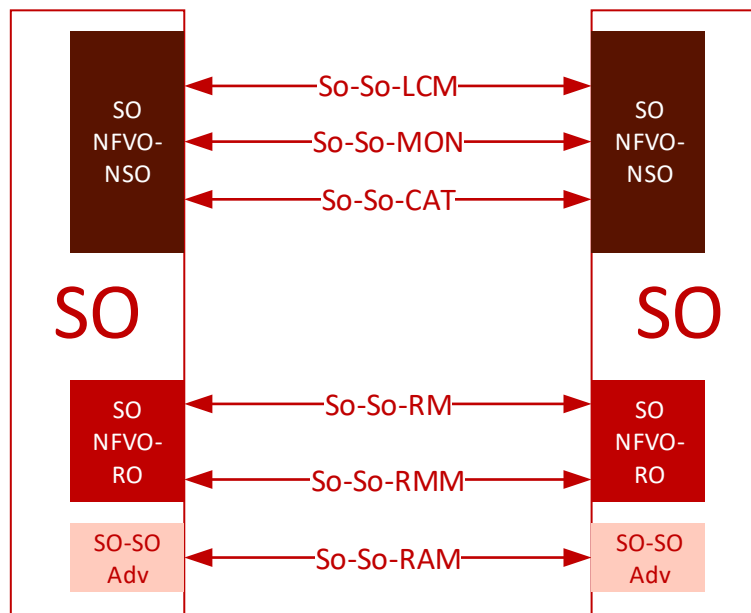 SO
NFVO-
NSO
So-So-LCM
So-So-MON
So-So-CAT
SO
NFVO-
NSO
SO
SO
SO
NFVO-
RO
So-So-RM
So-So-RMM
SO
NFVO-
RO
SO-SO
Adv
So-So-RAM
SO-SO
Adv